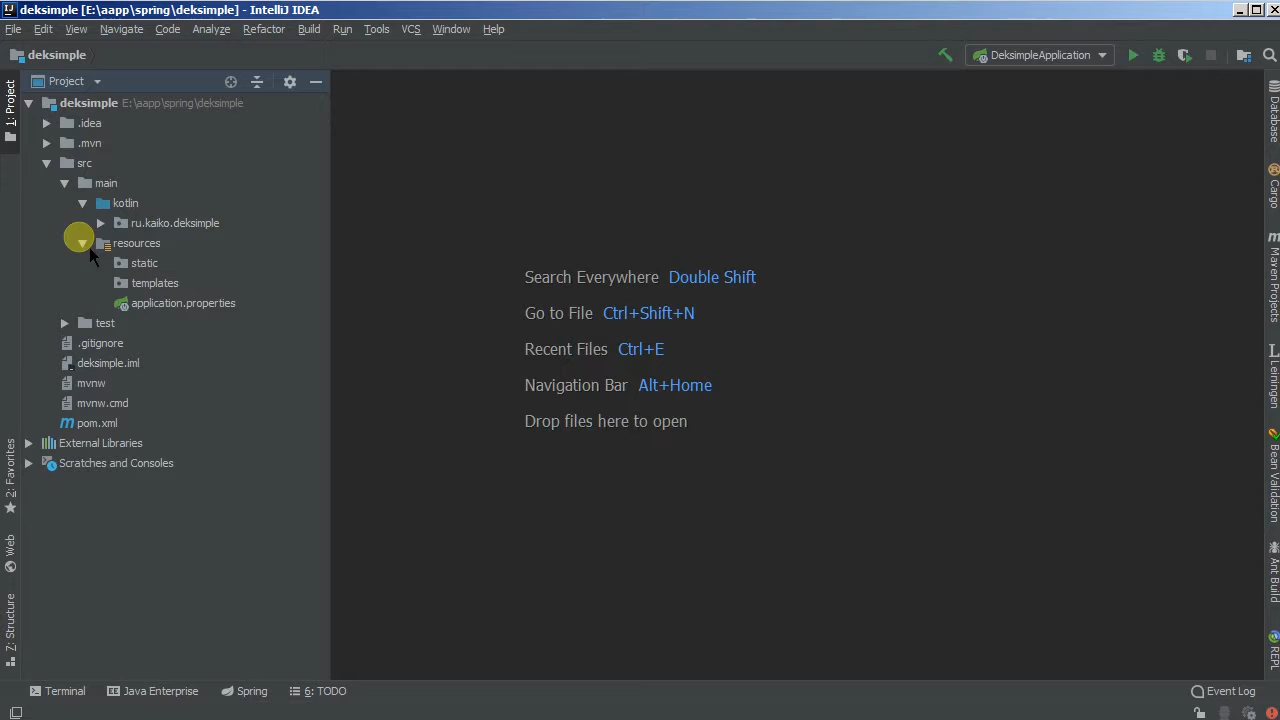 deksimple [E:\aapp\spring\deksimple] - IntelliJ IDEA
File Edit View Navigate Code Analyze Refactor Build Run Tools VCS Window Help
deksimple
DeksimpleApplication
1: Project
Project
deksimple E:\aapp\spring\deksimple
.idea
.mvn
src
main
kotlin
ru.kaiko.deksimple
resources
static
templates
application.properties
test
.gitignore
deksimple.iml
mvnw
mvnw.cmd
pom.xml
External Libraries
Scratches and Consoles
Search Everywhere Double Shift
Go to File Ctrl+Shift+N
Recent Files Ctrl+E
Navigation Bar Alt+Home
Drop files here to open
2: Favorites
Web
Z: Structure
Database
Cargo
Maven Projects
Leiningen
Bean Validation
Ant Build
REPL
Terminal Java Enterprise Spring 6: TODO Event Log